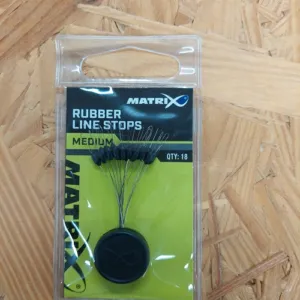 MATRIX
RUBBER
LINE STOPS
MEDIUM
QTY: 18
MATRIX